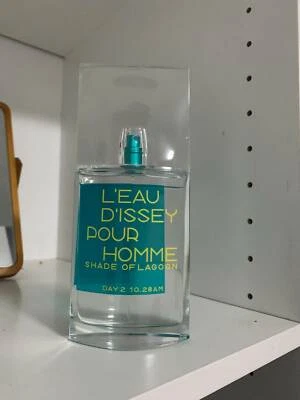 L'EAU
D'ISSEY
POUR
HOMME
SHADE OF LAGOON
DAY 2 10.28AM